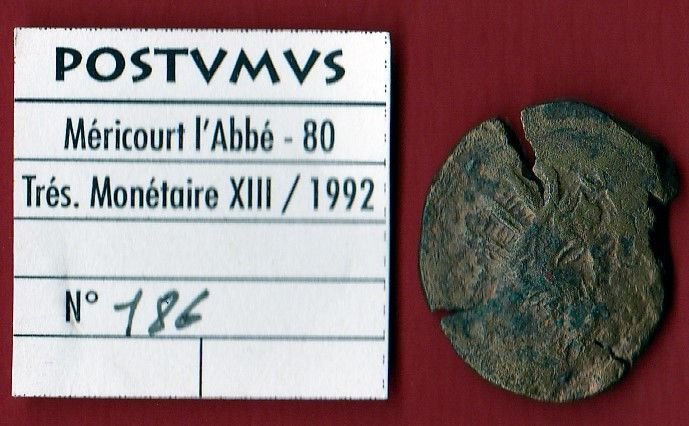 POSTVMVS
Méricourt l'Abbé - 80
Trés. Monétaire XIII / 1992
N° 186